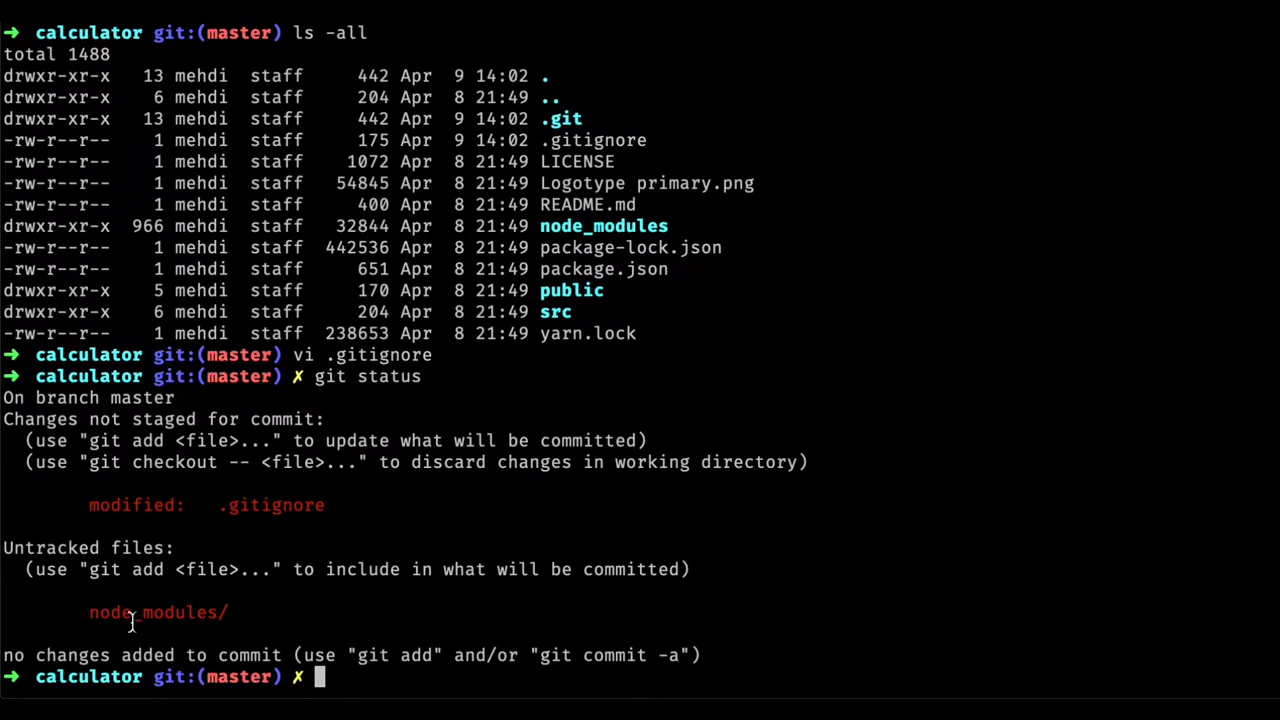 ➜  calculator git:(master) ls -all
total 1488
drwxr-xr-x   13 mehdi  staff     442 Apr  9 14:02 .
drwxr-xr-x    6 mehdi  staff     204 Apr  8 21:49 ..
drwxr-xr-x   13 mehdi  staff     442 Apr  9 14:02 .git
-rw-r--r--    1 mehdi  staff     175 Apr  9 14:02 .gitignore
-rw-r--r--    1 mehdi  staff    1072 Apr  8 21:49 LICENSE
-rw-r--r--    1 mehdi  staff   54845 Apr  8 21:49 Logotype primary.png
-rw-r--r--    1 mehdi  staff     400 Apr  8 21:49 README.md
drwxr-xr-x  966 mehdi  staff   32844 Apr  8 21:49 node_modules
-rw-r--r--    1 mehdi  staff  442536 Apr  8 21:49 package-lock.json
-rw-r--r--    1 mehdi  staff     651 Apr  8 21:49 package.json
drwxr-xr-x    5 mehdi  staff     170 Apr  8 21:49 public
drwxr-xr-x    6 mehdi  staff     204 Apr  8 21:49 src
-rw-r--r--    1 mehdi  staff  238653 Apr  8 21:49 yarn.lock
➜  calculator git:(master) vi .gitignore
➜  calculator git:(master) ✗ git status
On branch master
Changes not staged for commit:
  (use "git add <file>..." to update what will be committed)
  (use "git checkout -- <file>..." to discard changes in working directory)
        modified:   .gitignore
Untracked files:
  (use "git add <file>..." to include in what will be committed)
        node_modules/
no changes added to commit (use "git add" and/or "git commit -a")
➜  calculator git:(master) ✗